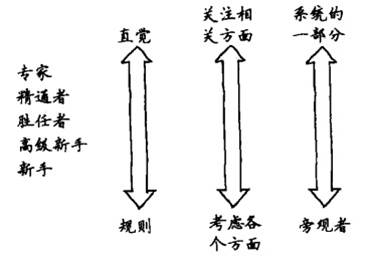 直觉
关注相
关方面
系统的
一部分
专家
精通者
胜任者
高级新手
新手
规则
考虑各
个方面
旁观者